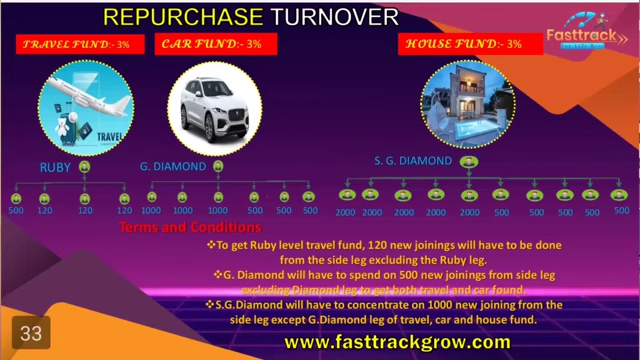 REPURCHASE TURNOVER
Fasttrack
TRAVEL FUND:- 3%
CAR FUND:- 3%
HOUSE FUND:- 3%
TRAVEL
RUBY
G. DIAMOND
S. G. DIAMOND
500 120 120 120 1000 1000 1000 500 500 500 2000 2000 2000 2000 2000 500 500 500 500 500
Terms and Conditions
To get Ruby level travel fund, 120 new joinings will have to be done
from the side leg excluding the Ruby leg.
G. Diamond will have to spend on 500 new joinings from side leg
excluding Diamond leg to get both travel and car found.
S.G.Diamond will have to concentrate on 1000 new joining from the
side leg except G.Diamond leg of travel, car and house fund.
33
www.fasttrackgrow.com